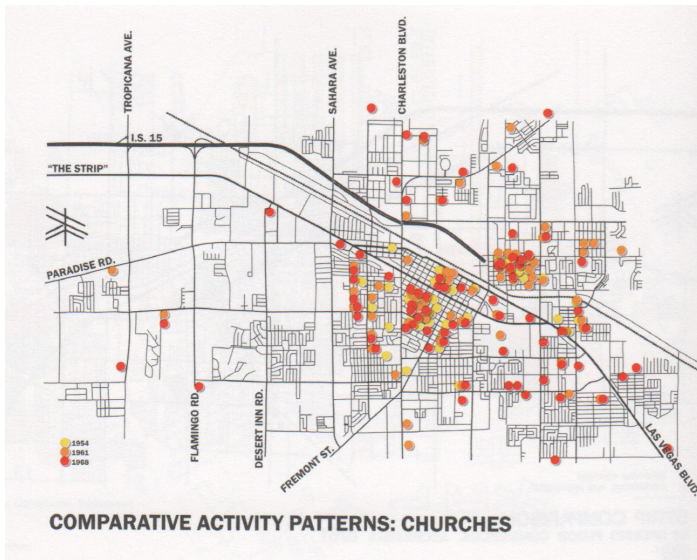 TROPICANA AVE.
SAHARA AVE.
CHARLESTON BLVD.
I.S. 15
"THE STRIP"
PARADISE RD.
FLAMINGO RD.
DESERT INN RD.
FREMONT ST.
LAS VEGAS BLVD.
1954
1961
1968
COMPARATIVE ACTIVITY PATTERNS: CHURCHES